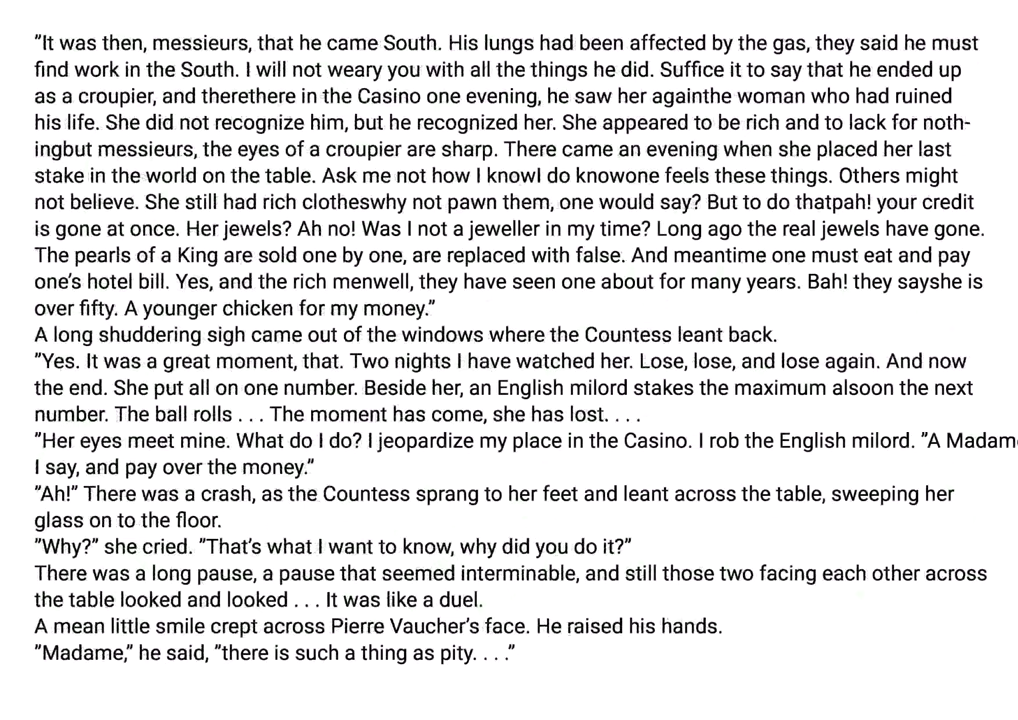 "It was then, messieurs, that he came South. His lungs had been affected by the gas, they said he must
find work in the South. I will not weary you with all the things he did. Suffice it to say that he ended up
as a croupier, and therethere in the Casino one evening, he saw her againthe woman who had ruined
his life. She did not recognize him, but he recognized her. She appeared to be rich and to lack for noth-
ingbut messieurs, the eyes of a croupier are sharp. There came an evening when she placed her last
stake in the world on the table. Ask me not how I knowI do knowone feels these things. Others might
not believe. She still had rich clotheswhy not pawn them, one would say? But to do thatpah! your credit
is gone at once. Her jewels? Ah no! Was I not a jeweller in my time? Long ago the real jewels have gone.
The pearls of a King are sold one by one, are replaced with false. And meantime one must eat and pay
one's hotel bill. Yes, and the rich menwell, they have seen one about for many years. Bah! they sayshe is
over fifty. A younger chicken for my money."
A long shuddering sigh came out of the windows where the Countess leant back.
"Yes. It was a great moment, that. Two nights I have watched her. Lose, lose, and lose again. And now
the end. She put all on one number. Beside her, an English milord stakes the maximum alsoon the next
number. The ball rolls . . . The moment has come, she has lost. . . .
"Her eyes meet mine. What do I do? I jeopardize my place in the Casino. I rob the English milord. "A Madam
I say, and pay over the money."
"Ah!" There was a crash, as the Countess sprang to her feet and leant across the table, sweeping her
glass on to the floor.
"Why?" she cried. "That's what I want to know, why did you do it?"
There was a long pause, a pause that seemed interminable, and still those two facing each other across
the table looked and looked . . . It was like a duel.
A mean little smile crept across Pierre Vaucher's face. He raised his hands.
"Madame," he said, "there is such a thing as pity. . . ."